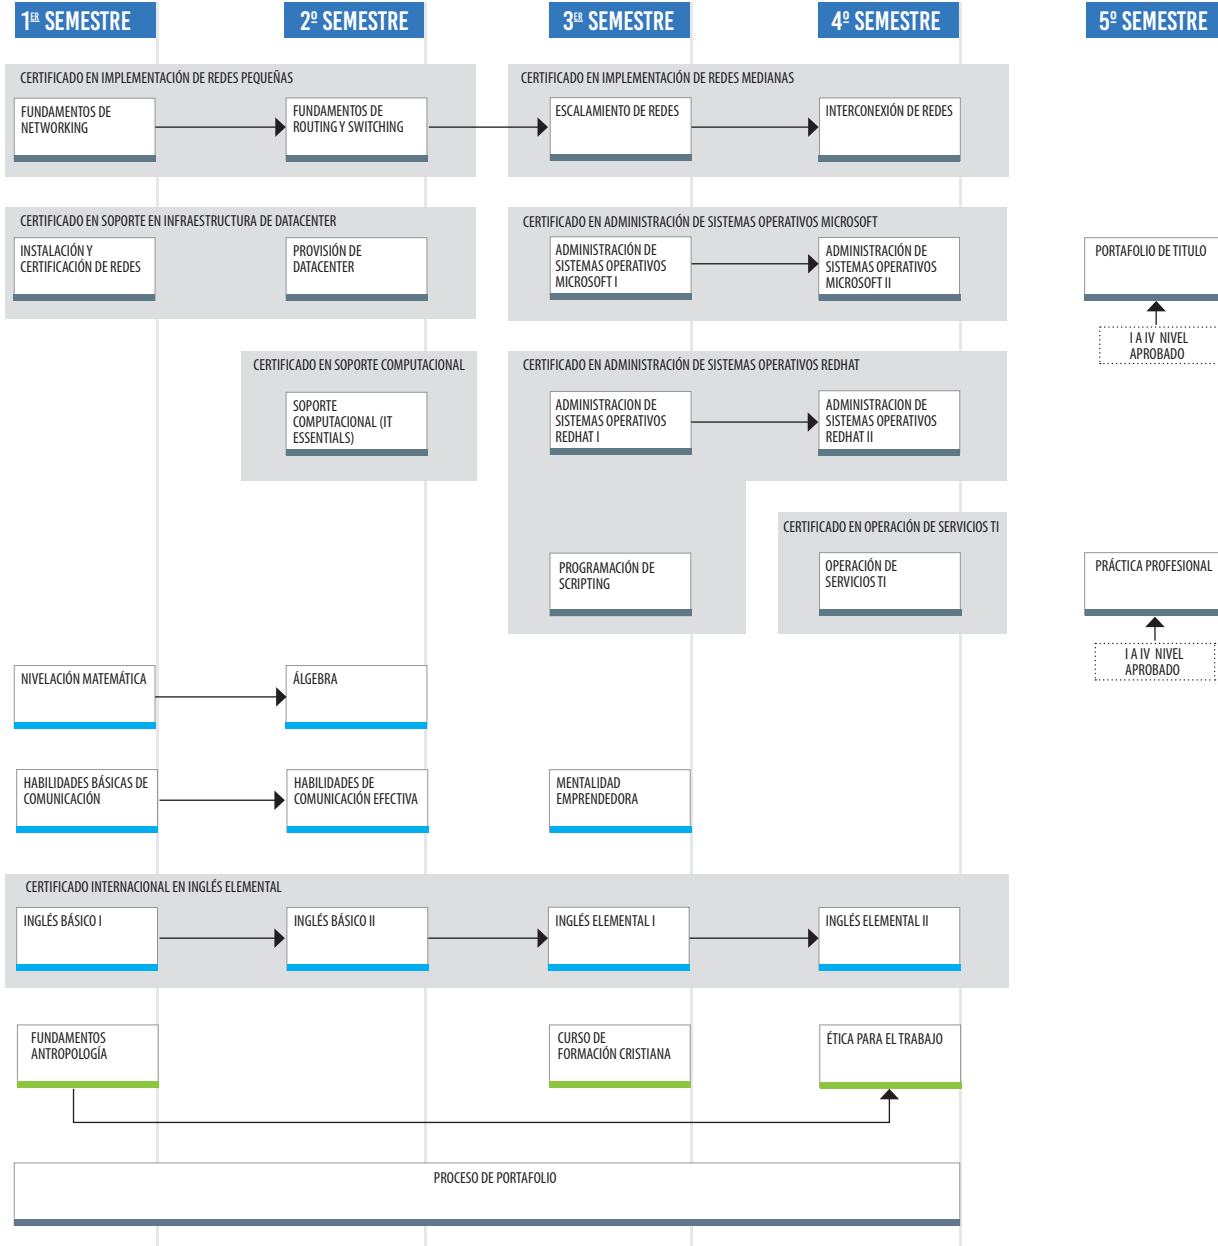 1ER SEMESTRE
2º SEMESTRE
3ER SEMESTRE
4º SEMESTRE
5º SEMESTRE
CERTIFICADO EN IMPLEMENTACIÓN DE REDES PEQUEÑAS
CERTIFICADO EN IMPLEMENTACIÓN DE REDES MEDIANAS
FUNDAMENTOS DE
NETWORKING
FUNDAMENTOS DE
ROUTING Y SWITCHING
ESCALAMIENTO DE REDES
INTERCONEXIÓN DE REDES
CERTIFICADO EN SOPORTE EN INFRAESTRUCTURA DE DATACENTER
CERTIFICADO EN ADMINISTRACIÓN DE SISTEMAS OPERATIVOS MICROSOFT
INSTALACIÓN Y
CERTIFICACIÓN DE REDES
PROVISIÓN DE
DATACENTER
ADMINISTRACIÓN DE
SISTEMAS OPERATIVOS
MICROSOFT I
ADMINISTRACIÓN DE
SISTEMAS OPERATIVOS
MICROSOFT II
PORTAFOLIO DE TITULO
I A IV NIVEL
APROBADO
CERTIFICADO EN SOPORTE COMPUTACIONAL
CERTIFICADO EN ADMINISTRACIÓN DE SISTEMAS OPERATIVOS REDHAT
SOPORTE
COMPUTACIONAL (IT
ESSENTIALS)
ADMINISTRACION DE
SISTEMAS OPERATIVOS
REDHAT I
ADMINISTRACION DE
SISTEMAS OPERATIVOS
REDHAT II
CERTIFICADO EN OPERACIÓN DE SERVICIOS TI
PROGRAMACIÓN DE
SCRIPTING
OPERACIÓN DE
SERVICIOS TI
PRÁCTICA PROFESIONAL
I A IV NIVEL
APROBADO
NIVELACIÓN MATEMÁTICA
ÁLGEBRA
HABILIDADES BÁSICAS DE
COMUNICACIÓN
HABILIDADES DE
COMUNICACIÓN EFECTIVA
MENTALIDAD
EMPRENDEDORA
CERTIFICADO INTERNACIONAL EN INGLÉS ELEMENTAL
INGLÉS BÁSICO I
INGLÉS BÁSICO II
INGLÉS ELEMENTAL I
INGLÉS ELEMENTAL II
FUNDAMENTOS
ANTROPOLOGÍA
CURSO DE
FORMACIÓN CRISTIANA
ÉTICA PARA EL TRABAJO
PROCESO DE PORTAFOLIO